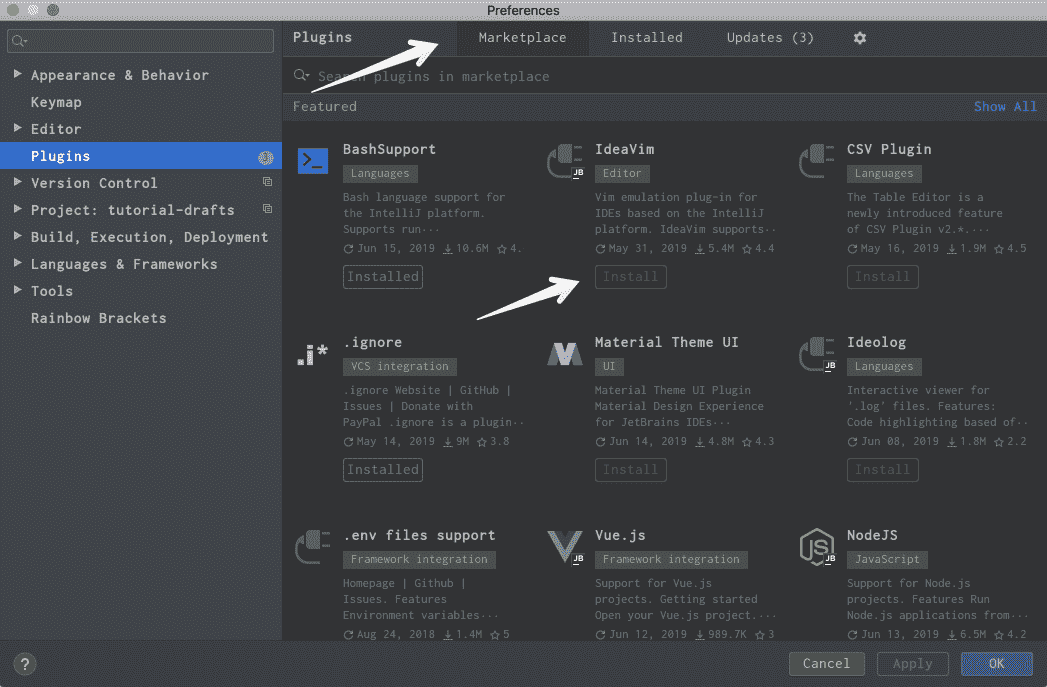 Preferences
Appearance & Behavior
Keymap
Editor
Plugins
Version Control
Project: tutorial-drafts
Build, Execution, Deployment
Languages & Frameworks
Tools
Rainbow Brackets
Plugins Marketplace Installed Updates (3)
Search plugins in marketplace
Featured Show All
BashSupport
Languages
Bash language support for
the IntelliJ platform.
Supports run···
Jun 15, 2019 10.6M 4.
Installed
IdeaVim
JB Editor
Vim emulation plug-in for
IDEs based on the IntelliJ
platform. IdeaVim supports··
May 31, 2019 5.4M 4.4
Install
CSV Plugin
Languages
The Table Editor is a
newly introduced feature
of CSV Plugin v2.*.···
May 16, 2019 1.9M 4.5
Install
.i* .ignore
VCS integration
.ignore Website | GitHub |
Issues | Donate with
PayPal .ignore is a plugin··
May 14, 2019 9M 3.8
Installed
Material Theme UI
UI
Material Theme UI Plugin
Material Design Experience
for JetBrains IDEs···
Jun 14, 2019 4.8M 4.3
Install
Ideolog
JB Languages
Interactive viewer for
'.log' files. Features:
Code highlighting based of··
Jun 08, 2019 1.8M 2.2
Install
.env files support
Framework integration
Homepage | Github |
Issues. Features
Environment variables···
Aug 24, 2018 1.4M 5
Vue.js
JB Framework integration
Support for Vue.js
projects. Getting started
Open your Vue.js project.···
Jun 12, 2019 989.7K 3
NodeJS
JS JB JavaScript
Support for Node.js
projects. Features Run
Node.js applications from···
Jun 13, 2019 6.5M 4.2
? Cancel Apply OK